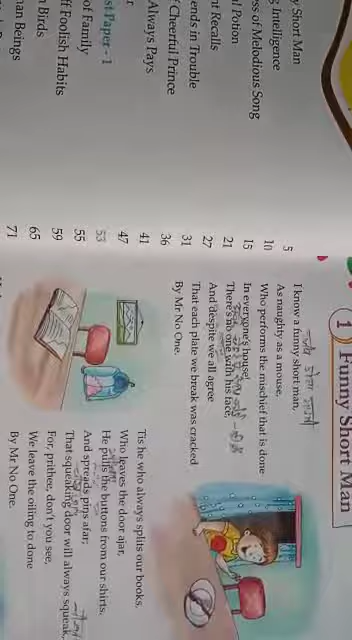 y Short Man
g Intelligence
ss of Melodious Song
l Potion
nt Recalls
ends in Trouble
f Cheerful Prince
Always Pays
r
st Paper - 1
of Family
ff Foolish Habits
n Birds
nan Beings
5
10
15
21
27
31
36
41
47
53
55
59
65
71
1 Funny Short Man
I know a funny short man,
As naughty as a mouse,
Who performs the mischief that is done
In everyone's house!
There's no one with his face,
And despite we all agree
That each plate we break was cracked
By Mr No One.
Tis he who always splits our books,
Who leaves the door ajar,
He pulls the buttons from our shirts,
And spreads pins afar;
That squeaking door will always squeak,
For, prithee, don't you see,
We leave the oiling to done
By Mr No One.